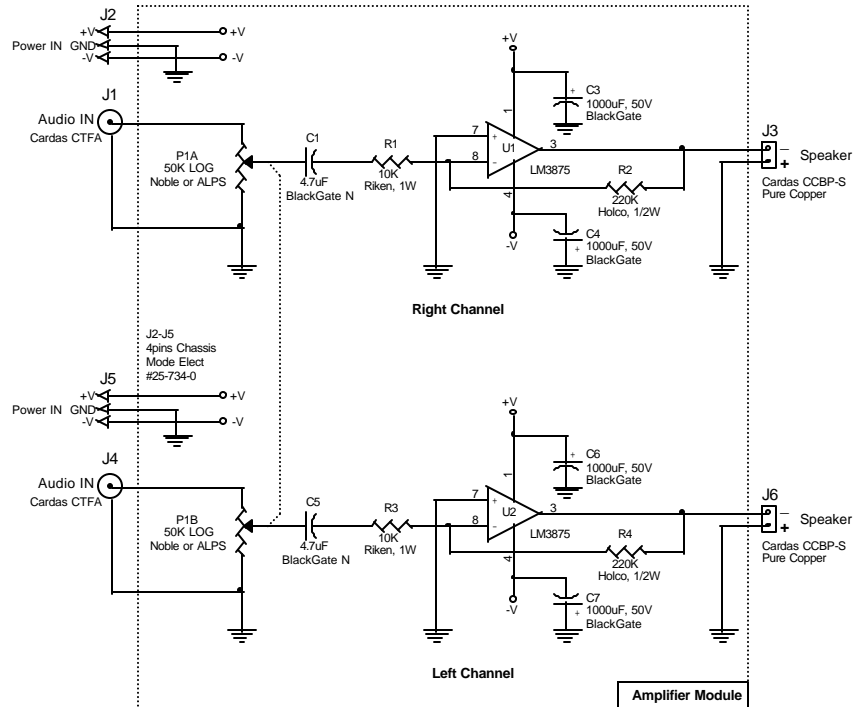 J2
+V
+V
Power IN GND
-V
-V
J1
Audio IN
Cardas CTFA
P1A
50K LOG
Noble or ALPS
C1
4.7uF
BlackGate N
R1
10K
Riken, 1W
+V
1
+
C3
1000uF, 50V
BlackGate
7
+
U1
3
8
-
LM3875
4
R2
220K
Holco, 1/2W
-V
C4
+ 1000uF, 50V
BlackGate
J3
-
+
Speaker
Cardas CCBP-S
Pure Copper
Right Channel
J2-J5
4pins Chassis
Mode Elect
#25-734-0
J5
+V
+V
Power IN GND
-V
-V
J4
Audio IN
Cardas CTFA
P1B
50K LOG
Noble or ALPS
C5
4.7uF
BlackGate N
R3
10K
Riken, 1W
+V
1
+
C6
1000uF, 50V
BlackGate
7
+
U2
3
8
-
LM3875
4
R4
220K
Holco, 1/2W
-V
C7
+ 1000uF, 50V
BlackGate
J6
-
+
Speaker
Cardas CCBP-S
Pure Copper
Left Channel
Amplifier Module